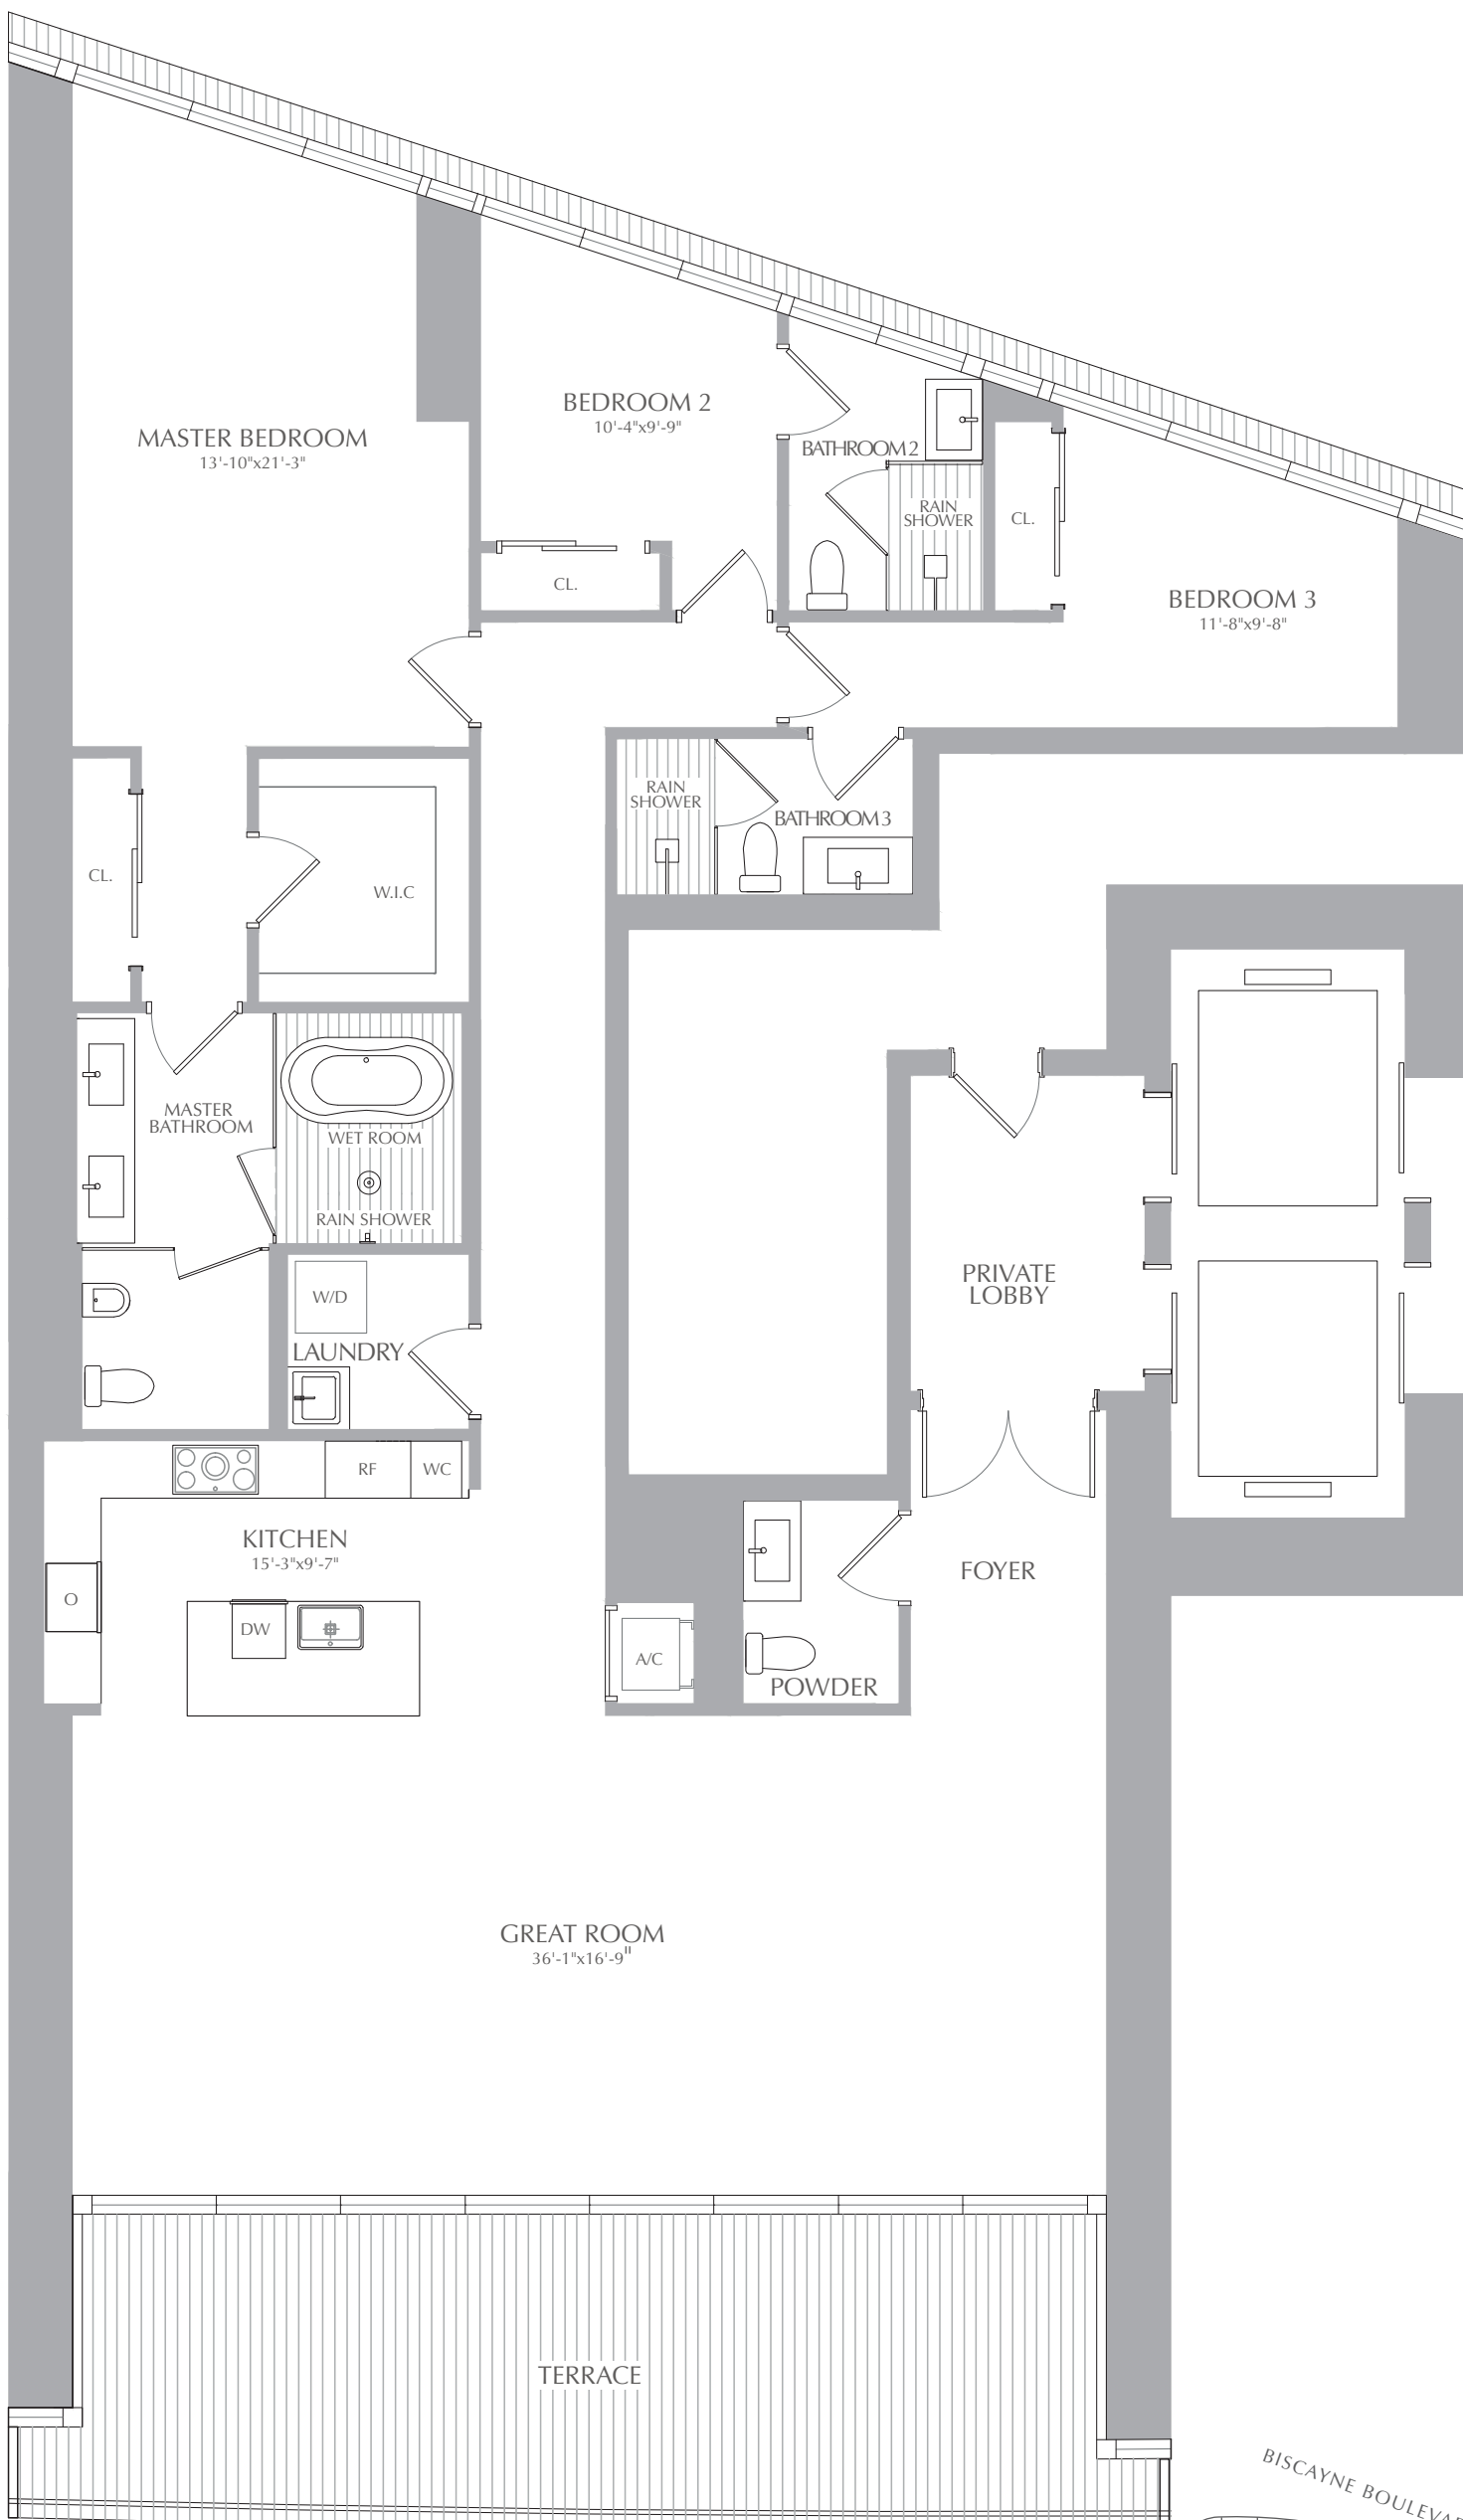 BEDROOM 2
10'-4"x9'-9"
MASTER BEDROOM
13'-10"x21'-3"
BATHROOM 2
RAIN
SHOWER
CL.
CL.
BEDROOM 3
11'-8"x9'-8"
RAIN
SHOWER
BATHROOM 3
CL.
W.I.C
MASTER
BATHROOM
WET ROOM
RAIN SHOWER
W/D
LAUNDRY
PRIVATE
LOBBY
RF
WC
KITCHEN
15'-3"x9'-7"
O
DW
FOYER
A/C
POWDER
GREAT ROOM
36'-1"x16'-9"
TERRACE
BISCAYNE